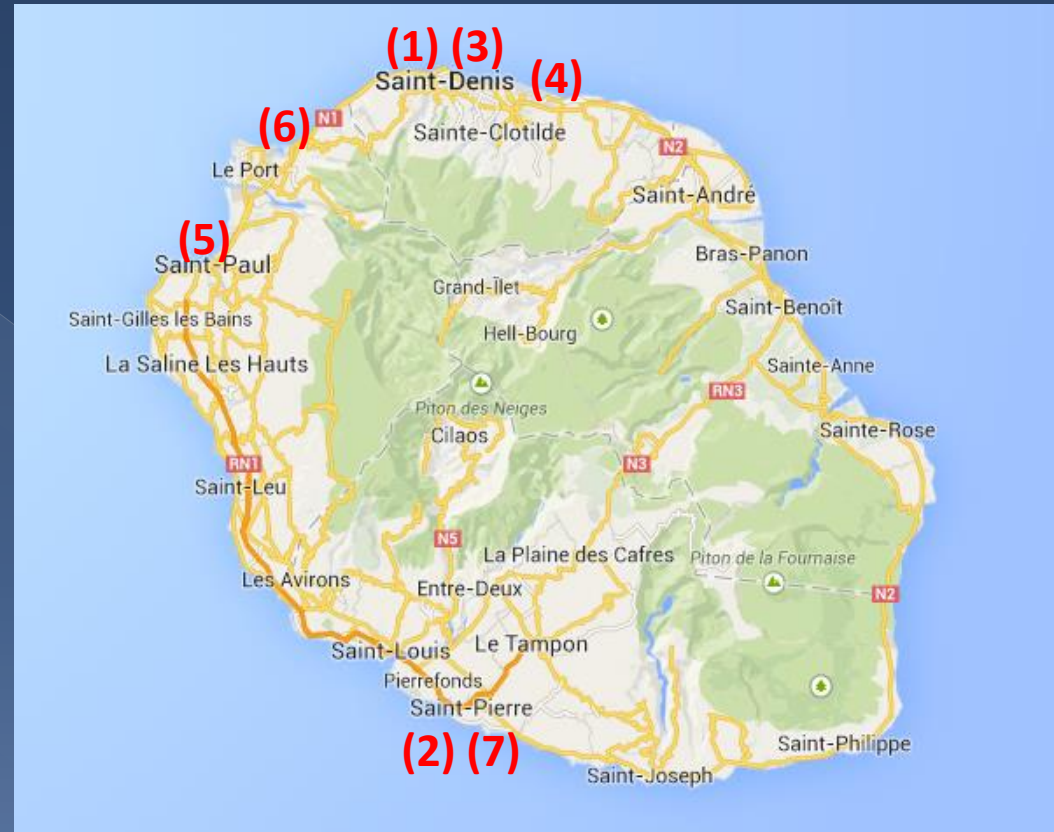 (1) (3)
Saint-Denis
(4)
(6)
N1
Sainte-Clotilde
N2
Le Port
Saint-André
(5)
Saint-Paul
Bras-Panon
Grand-Îlet
Saint-Benoît
Saint-Gilles les Bains
Hell-Bourg
La Saline Les Hauts
Sainte-Anne
RN3
Piton des Neiges
Cilaos
Sainte-Rose
RN1
N3
Saint-Leu
N5
La Plaine des Cafres
Piton de la Fournaise
Les Avirons
Entre-Deux
N2
Saint-Louis
Le Tampon
Pierrefonds
Saint-Pierre
(2) (7)
Saint-Philippe
Saint-Joseph